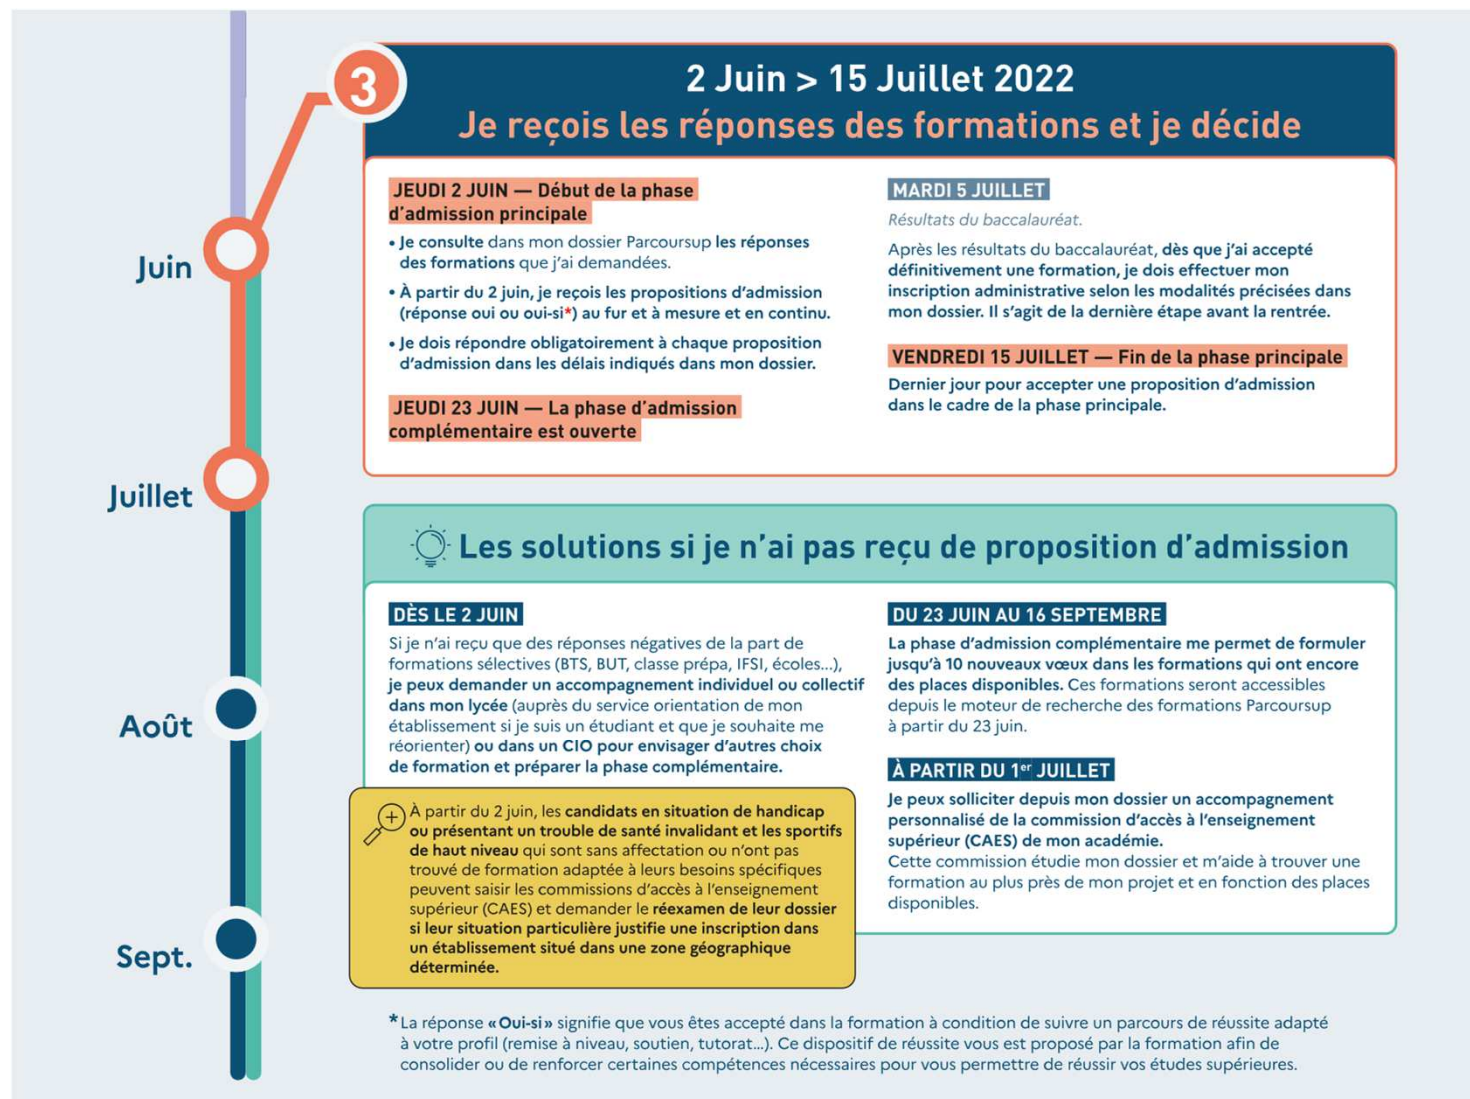 3
2 Juin > 15 Juillet 2022
Je reçois les réponses des formations et je décide
JEUDI 2 JUIN — Début de la phase
d’admission principale
• Je consulte dans mon dossier Parcoursup les réponses
des formations que j’ai demandées.
• À partir du 2 juin, je reçois les propositions d’admission
(réponse oui ou oui-si*) au fur et à mesure et en continu.
• Je dois répondre obligatoirement à chaque proposition
d’admission dans les délais indiqués dans mon dossier.
JEUDI 23 JUIN — La phase d’admission
complémentaire est ouverte
MARDI 5 JUILLET
Résultats du baccalauréat.
Après les résultats du baccalauréat, dès que j’ai accepté
définitivement une formation, je dois effectuer mon
inscription administrative selon les modalités précisées dans
mon dossier. Il s’agit de la dernière étape avant la rentrée.
VENDREDI 15 JUILLET — Fin de la phase principale
Dernier jour pour accepter une proposition d’admission
dans le cadre de la phase principale.
Juin
Juillet
Août
Sept.
Les solutions si je n’ai pas reçu de proposition d’admission
DÈS LE 2 JUIN
Si je n’ai reçu que des réponses négatives de la part de
formations sélectives (BTS, BUT, classe prépa, IFSI, écoles...),
je peux demander un accompagnement individuel ou collectif
dans mon lycée (auprès du service orientation de mon
établissement si je suis un étudiant et que je souhaite me
réorienter) ou dans un CIO pour envisager d’autres choix
de formation et préparer la phase complémentaire.
À partir du 2 juin, les candidats en situation de handicap
ou présentant un trouble de santé invalidant et les sportifs
de haut niveau qui sont sans affectation ou n’ont pas
trouvé de formation adaptée à leurs besoins spécifiques
peuvent saisir les commissions d’accès à l’enseignement
supérieur (CAES) et demander le réexamen de leur dossier
si leur situation particulière justifie une inscription dans
un établissement situé dans une zone géographique
déterminée.
DU 23 JUIN AU 16 SEPTEMBRE
La phase d’admission complémentaire me permet de formuler
jusqu’à 10 nouveaux vœux dans les formations qui ont encore
des places disponibles. Ces formations seront accessibles
depuis le moteur de recherche des formations Parcoursup
à partir du 23 juin.
À PARTIR DU 1er JUILLET
Je peux solliciter depuis mon dossier un accompagnement
personnalisé de la commission d’accès à l’enseignement
supérieur (CAES) de mon académie.
Cette commission étudie mon dossier et m’aide à trouver une
formation au plus près de mon projet et en fonction des places
disponibles.
* La réponse « Oui-si » signifie que vous êtes accepté dans la formation à condition de suivre un parcours de réussite adapté
à votre profil (remise à niveau, soutien, tutorat...). Ce dispositif de réussite vous est proposé par la formation afin de
consolider ou de renforcer certaines compétences nécessaires pour vous permettre de réussir vos études supérieures.